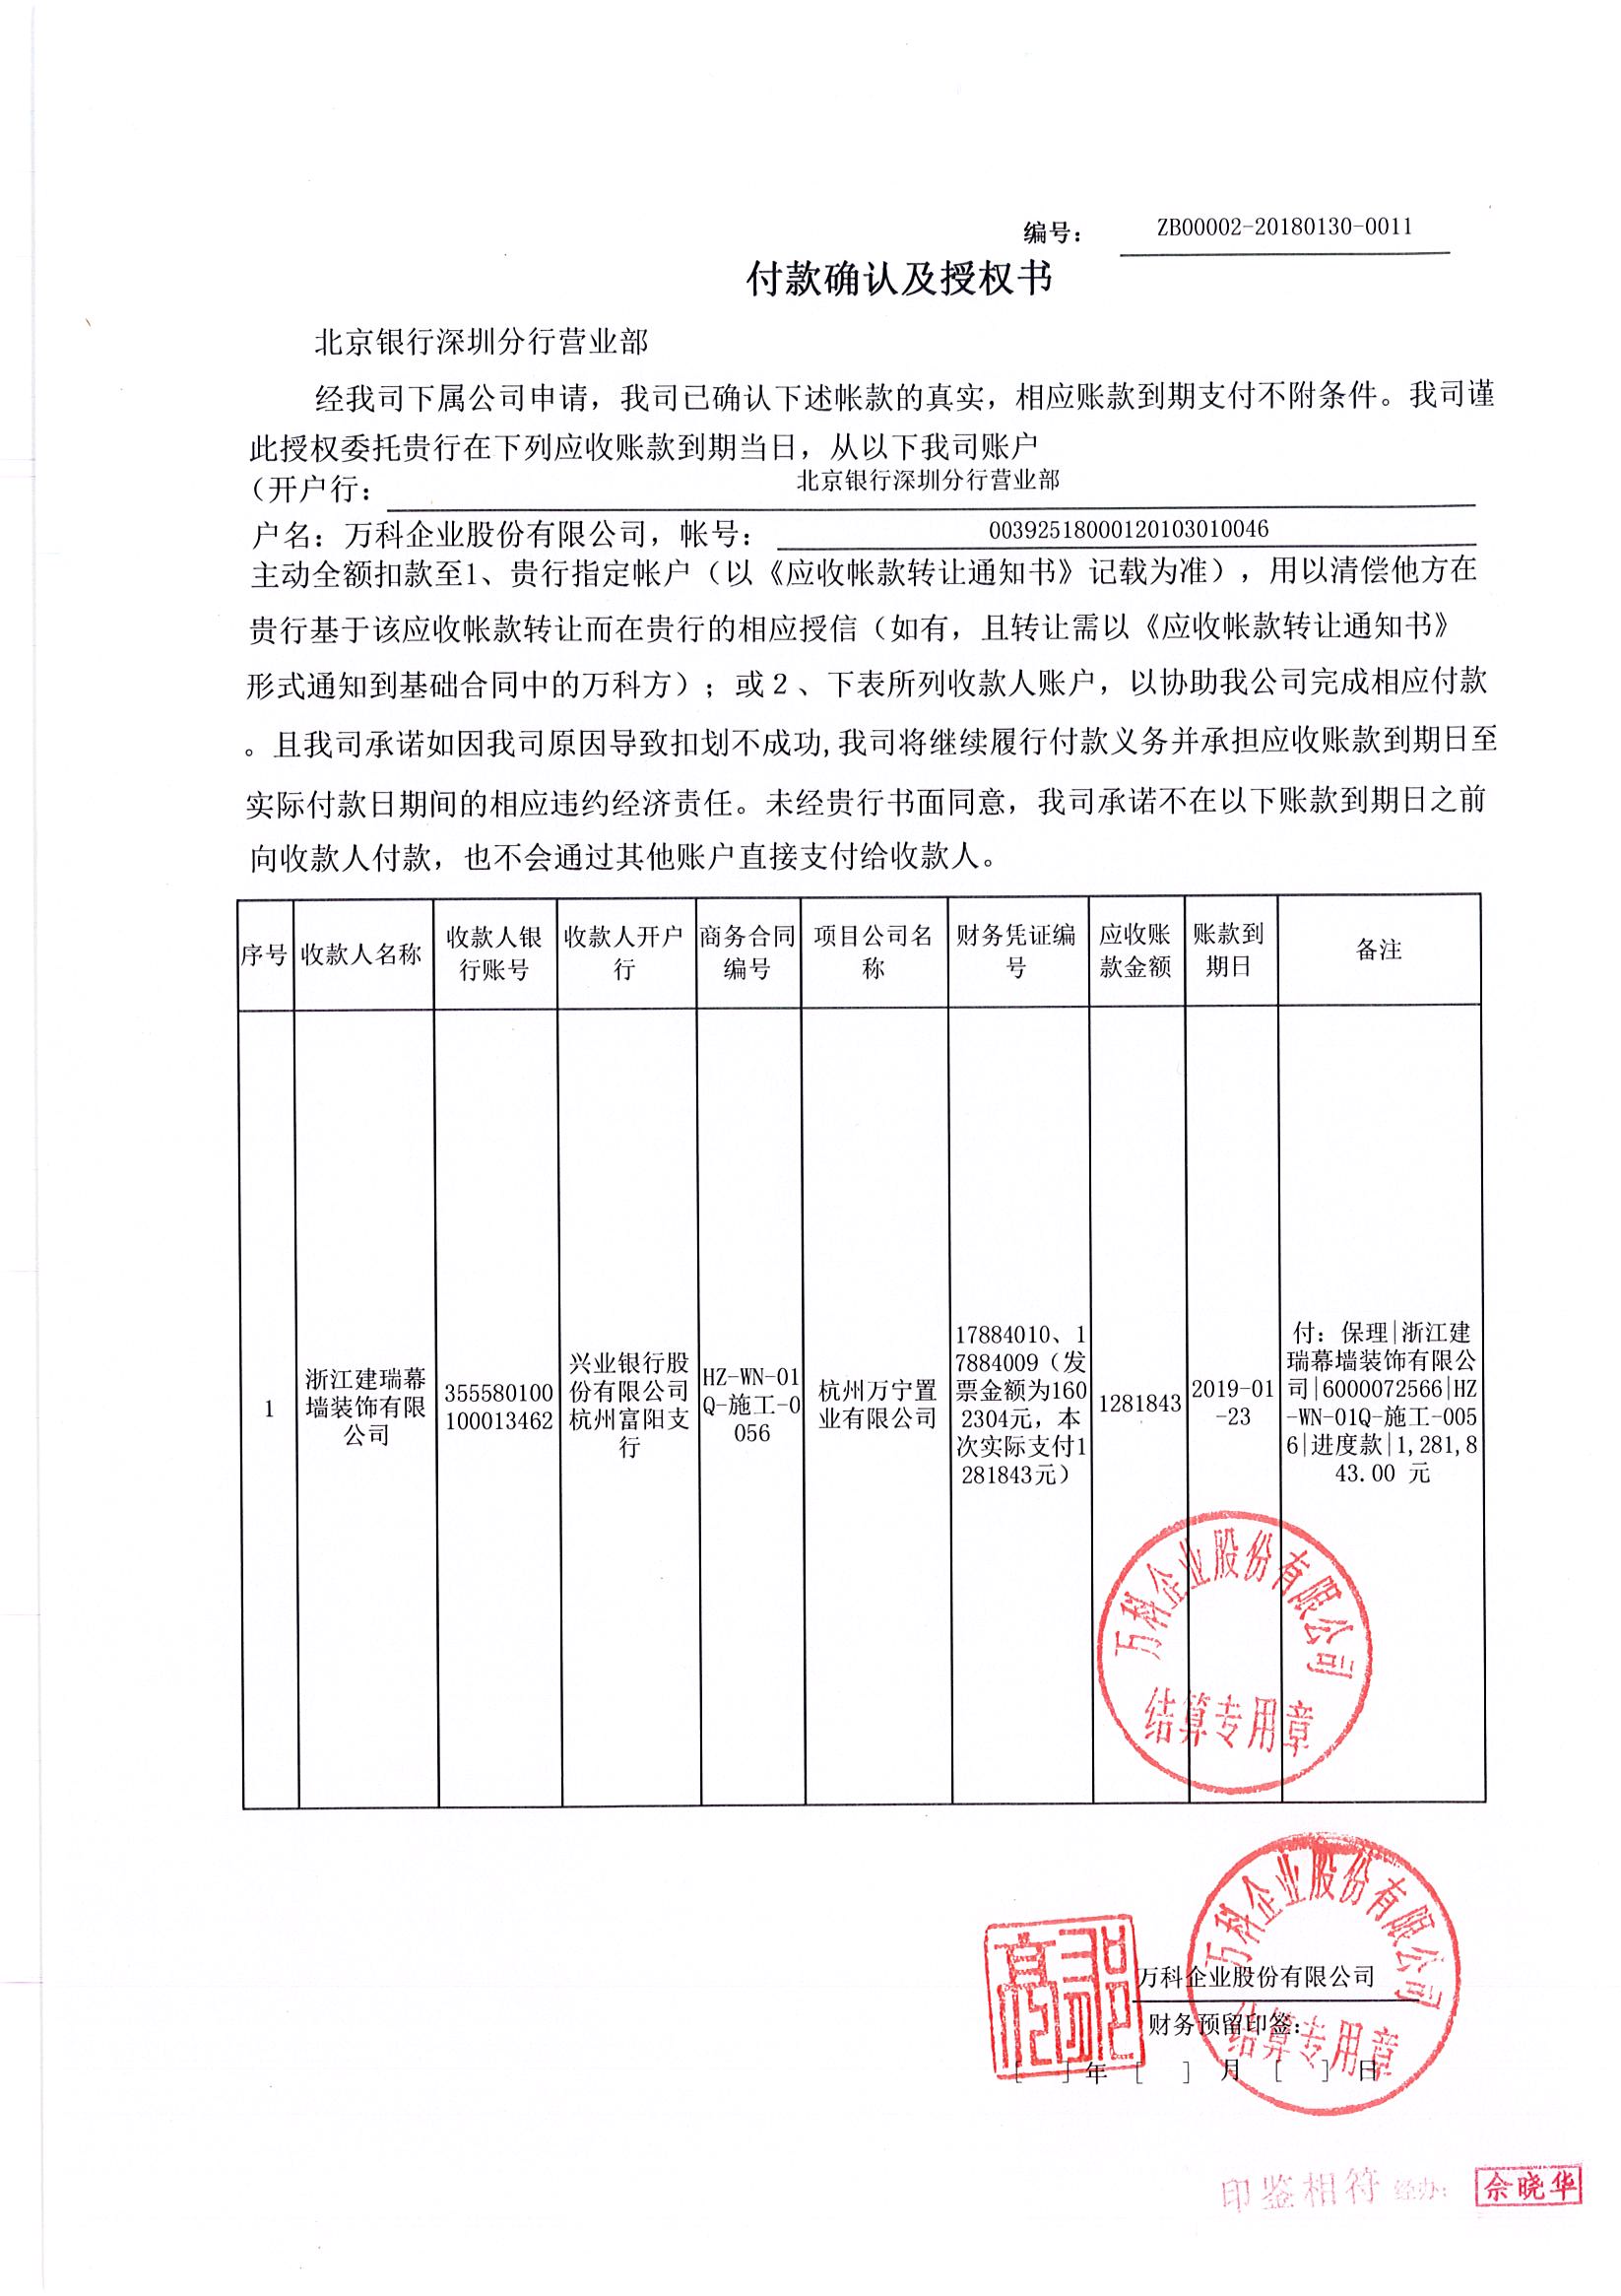 编号： ZB00002-20180130-0011
付款确认及授权书
北京银行深圳分行营业部
经我司下属公司申请，我司已确认下述帐款的真实，相应账款到期支付不附条件。我司谨
此授权委托贵行在下列应收账款到期当日，从以下我司账户
（开户行： 北京银行深圳分行营业部
户名：万科企业股份有限公司，帐号： 00392518000120103010046
主动全额扣款至1、贵行指定帐户（以《应收帐款转让通知书》记载为准），用以清偿他方在
贵行基于该应收帐款转让而在贵行的相应授信（如有，且转让需以《应收帐款转让通知书》
形式通知到基础合同中的万科方）；或２、下表所列收款人账户，以协助我公司完成相应付款
。且我司承诺如因我司原因导致扣划不成功,我司将继续履行付款义务并承担应收账款到期日至
实际付款日期间的相应违约经济责任。未经贵行书面同意，我司承诺不在以下账款到期日之前
向收款人付款，也不会通过其他账户直接支付给收款人。
序号
收款人名称
收款人银
行账号
收款人开户
行
商务合同
编号
项目公司名
称
财务凭证编
号
应收账
款金额
账款到
期日
备注
1
浙江建瑞幕
墙装饰有限
公司
355580100
100013462
兴业银行股
份有限公司
杭州富阳支
行
HZ-WN-01
Q-施工-0
056
杭州万宁置
业有限公司
17884010、1
7884009（发
票金额为160
2304元，本
次实际支付1
281843元）
1281843
2019-01
-23
付：保理|浙江建
瑞幕墙装饰有限公
司|6000072566|HZ
-WN-01Q-施工-005
6|进度款|1,281,8
43.00 元
万科企业股份有限公司
结算专用章
万科企业股份有限公司
结算专用章
万科企业股份有限公司
财务预留印签：
[ ]年 [ ] 月 [ ] 日
印鉴相符 经办： 佘晓华